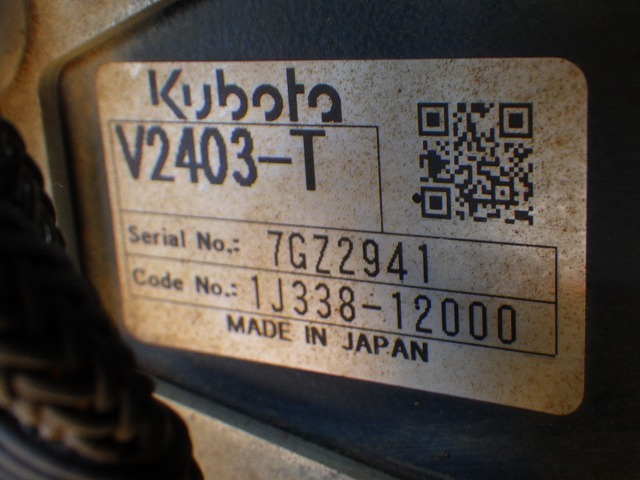 Kubota
V2403-T
Serial No.: 7GZ2941
Code No.: 1J338-12000
MADE IN JAPAN